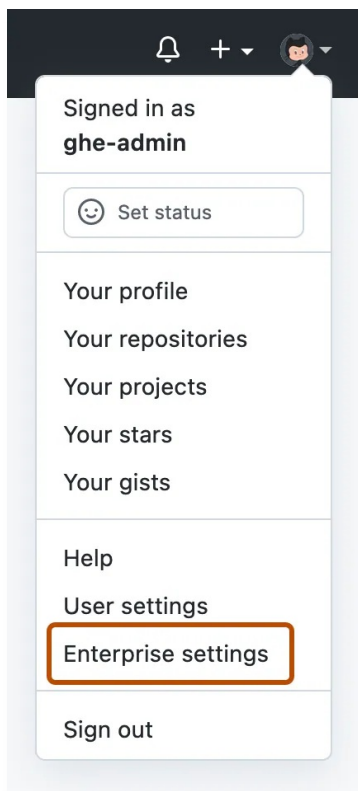 Signed in as
ghe-admin
Set status
Your profile
Your repositories
Your projects
Your stars
Your gists
Help
User settings
Enterprise settings
Sign out